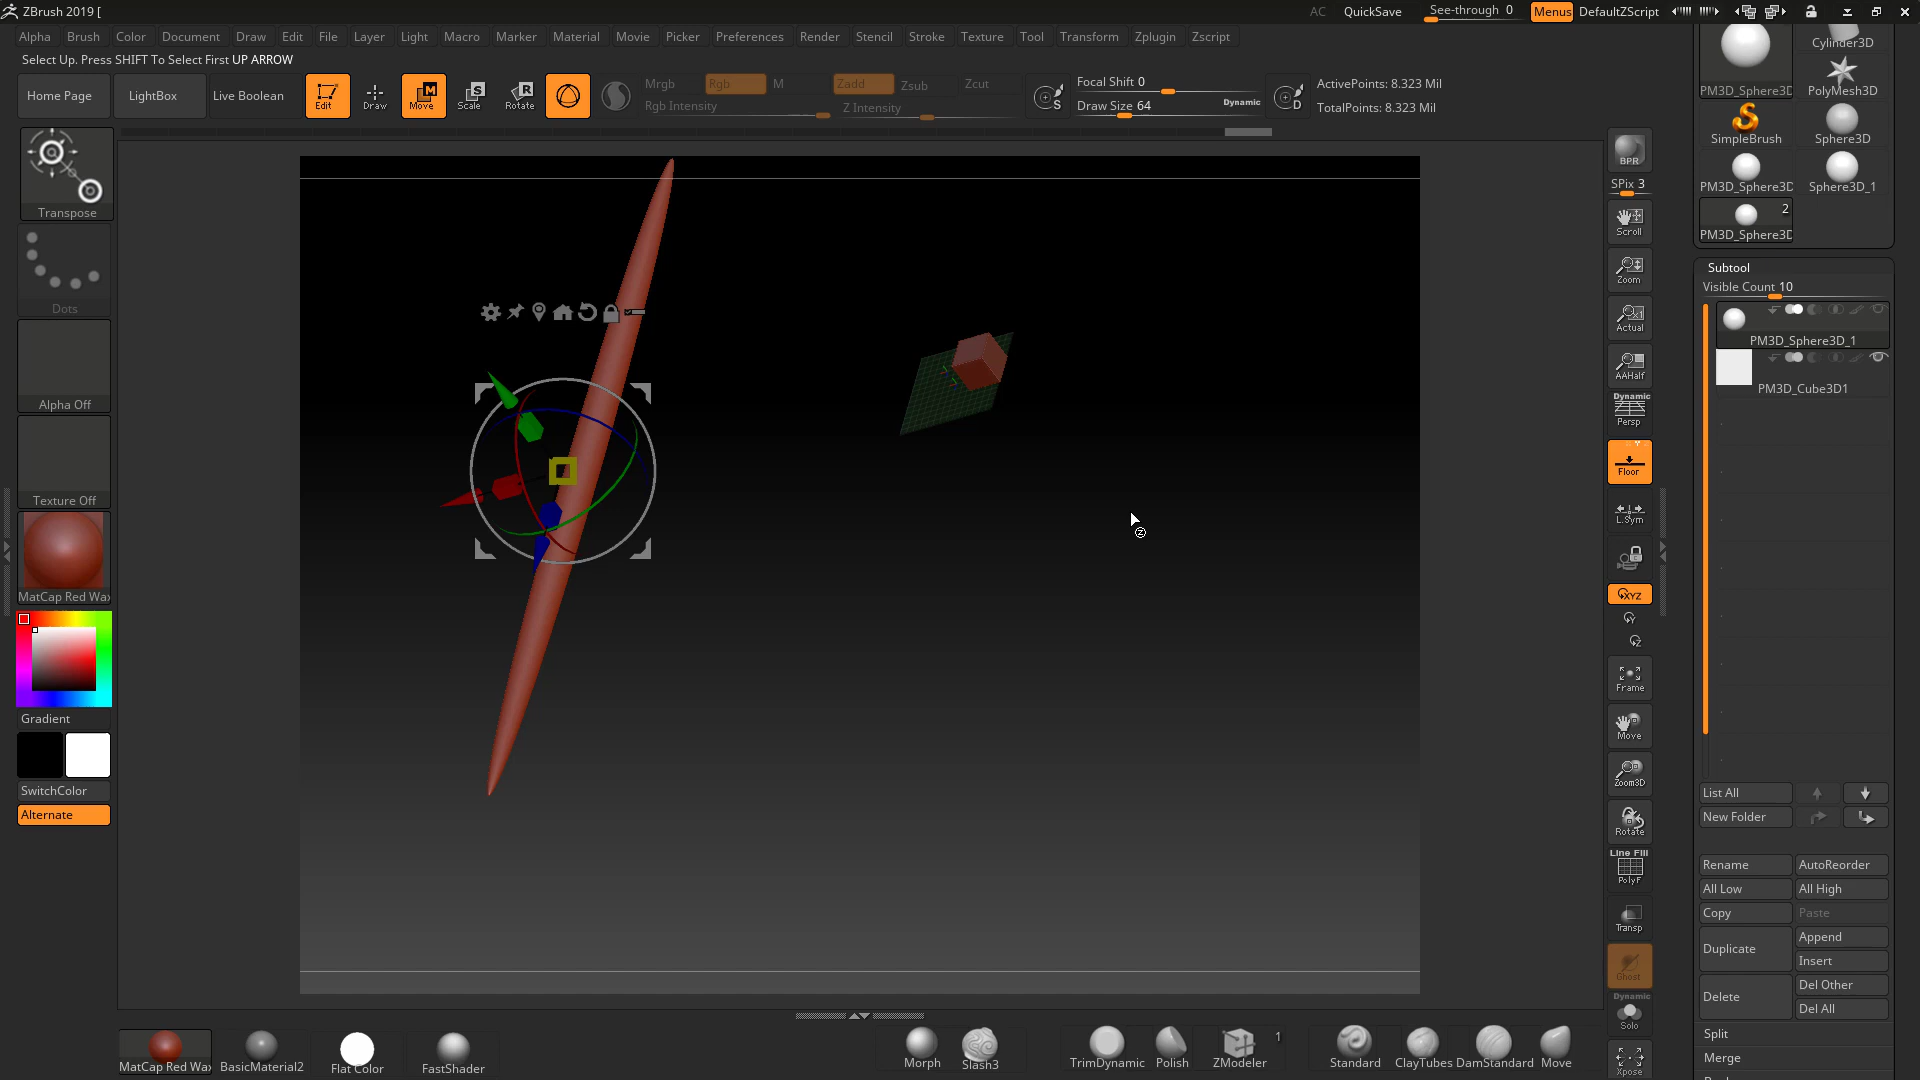 ZBrush 2019 [
AC QuickSave See-through 0 Menus DefaultZScript
Alpha Brush Color Document Draw Edit File Layer Light Macro Marker Material Movie Picker Preferences Render Stencil Stroke Texture Tool Transform Zplugin Zscript
Select Up. Press SHIFT To Select First UP ARROW
Home Page LightBox Live Boolean Edit Draw Move Scale Rotate
Mrgb Rgb M Zadd Zsub Zcut
Rgb Intensity Z Intensity
Focal Shift 0
Draw Size 64 Dynamic
ActivePoints: 8.323 Mil
TotalPoints: 8.323 Mil
Transpose
Dots
Alpha Off
Texture Off
MatCap Red Wax
Gradient
SwitchColor
Alternate
BPR
SPix 3
Scroll
Zoom
Actual
AAHalf
Dynamic
Persp
Floor
L.Sym
XYZ
Y
Z
Frame
Move
Zoom3D
Rotate
Line Fill
PolyF
Transp
Ghost
Dynamic
Solo
Xpose
PM3D_Sphere3D Cylinder3D
PolyMesh3D
SimpleBrush Sphere3D
PM3D_Sphere3D Sphere3D_1
2
PM3D_Sphere3D
Subtool
Visible Count 10
PM3D_Sphere3D_1
PM3D_Cube3D1
List All
New Folder
Rename AutoReorder
All Low All High
Copy Paste
Duplicate Append
Insert
Delete Del Other
Del All
Split
Merge
MatCap Red Wax BasicMaterial2 Flat Color FastShader Morph Slash3 TrimDynamic Polish ZModeler 1 Standard ClayTubes DamStandard Move